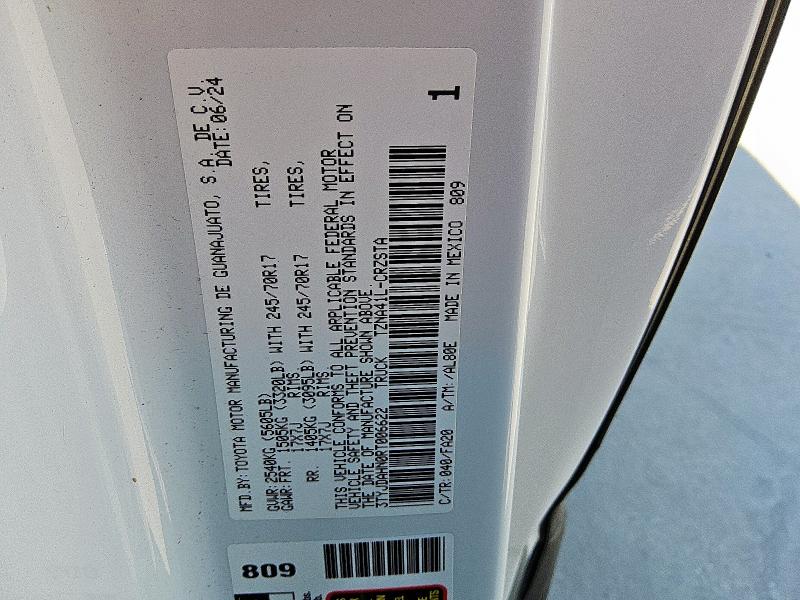 MFD.BY:TOYOTA MOTOR MANUFACTURING DE GUANAJUATO, S.A. DE C.V.
DATE:06/24
GVWR:2540KG (5605LB)
GAWR:FRT. 1505KG (3320LB) WITH 245/70R17 TIRES,
17X7J RIMS,
RR. 1405KG (3095LB) WITH 245/70R17 TIRES,
17X7J RIMS,
THIS VEHICLE CONFORMS TO ALL APPLICABLE FEDERAL MOTOR
VEHICLE SAFETY AND THEFT PREVENTION STANDARDS IN EFFECT ON
THE DATE OF MANUFACTURE SHOWN ABOVE.
3TYJDAHN0RT006622 TRUCK TZNA41L-CRZSTA
1
C/TR:040/FA20 A/TM: /AL80E MADE IN MEXICO 809
809